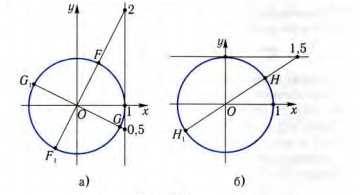 y
2
F
G₁
O
1
x
G
0,5
F₁
а)
y
1,5
H
O
1
x
H₁
б)